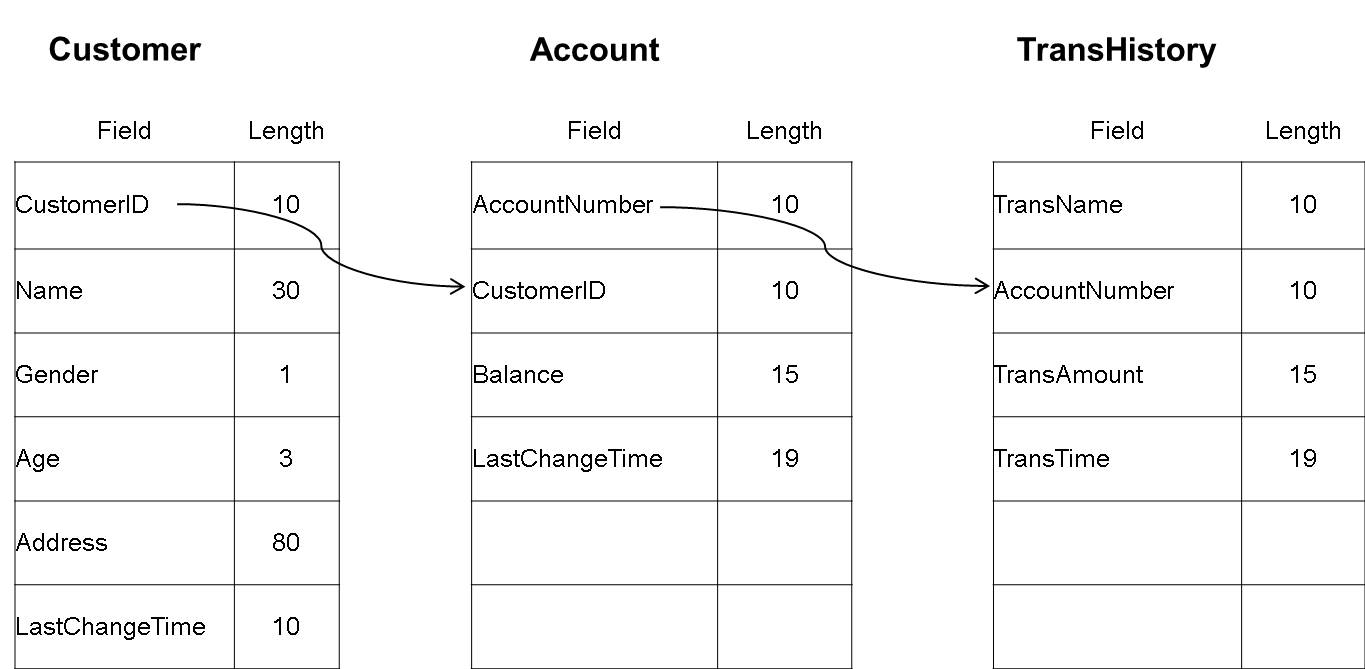 Customer Account TransHistory
Field Length Field Length Field Length
CustomerID 10 AccountNumber 10 TransName 10
Name 30 CustomerID 10 AccountNumber 10
Gender 1 Balance 15 TransAmount 15
Age 3 LastChangeTime 19 TransTime 19
Address 80
LastChangeTime 10